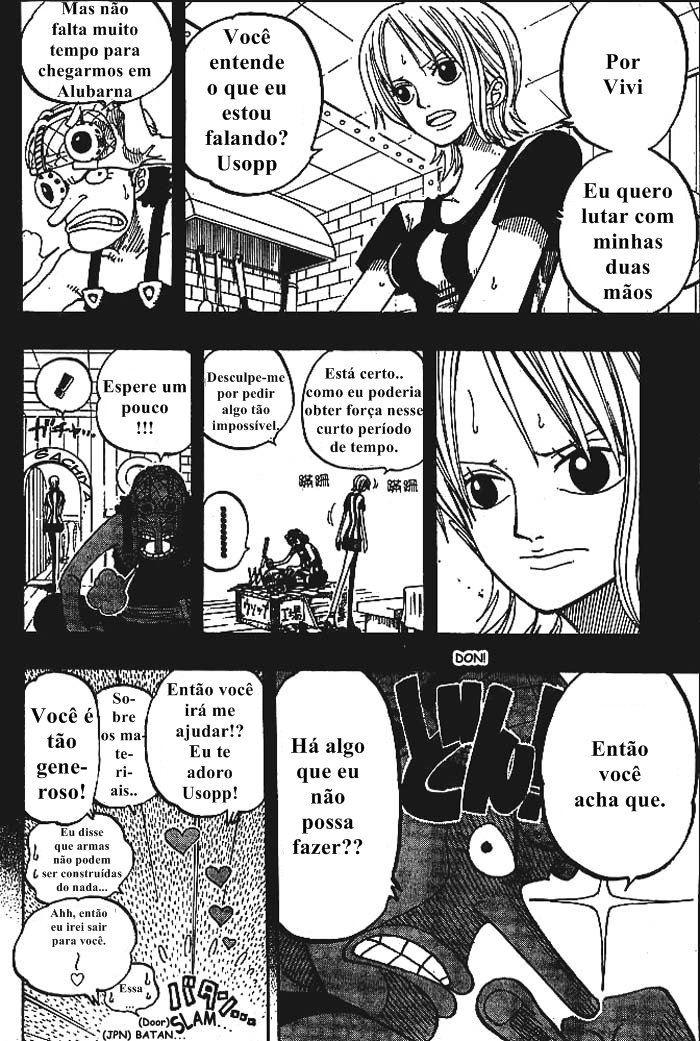 Por
Vivi
Eu quero
lutar com
minhas
duas
mãos
Você
entende
o que eu
estou
falando?
Usopp
Mas não
falta muito
tempo para
chegarmos em
Alubarna
Está certo..
como eu poderia
obter força nesse
curto período
de tempo.
Desculpe-me
por pedir
algo tão
impossível.
Espere um
pouco
!!!
!!
GACHYA
DON!
Então
você
acha que.
Há algo
que eu
não
possa
fazer??
Então você
irá me
ajudar!?
Eu te
adoro
Usopp!
So-
bre
os ma-
te-
ri-
ais..
Você é
tão
gene-
roso!
Eu disse
que armas
não podem
ser construídas
do nada...
Ahh, então
eu irei sair
para você.
Essa
...
(Door) SLAM...
(JPN) BATAN...